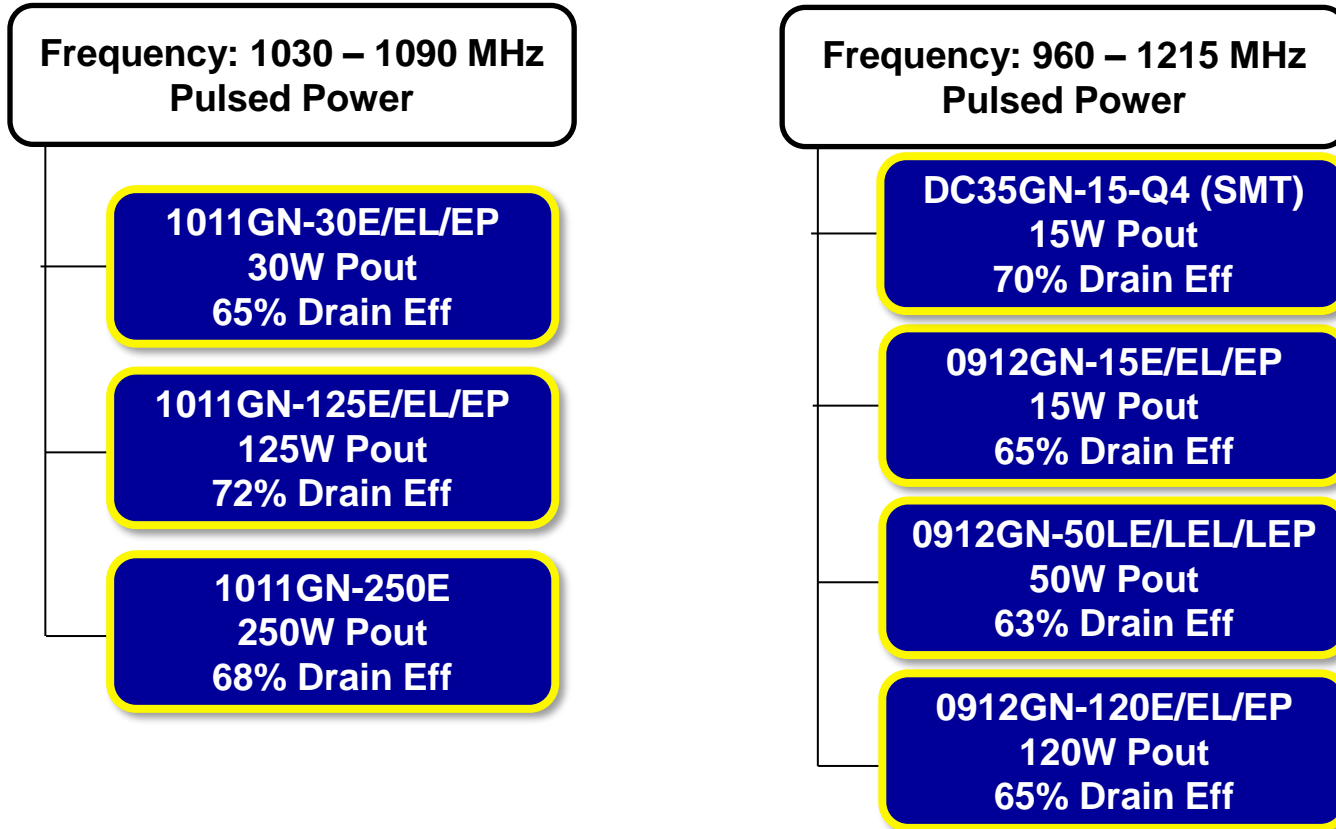 Frequency: 1030 – 1090 MHz
Pulsed Power
1011GN-30E/EL/EP
30W Pout
65% Drain Eff
1011GN-125E/EL/EP
125W Pout
72% Drain Eff
1011GN-250E
250W Pout
68% Drain Eff
Frequency: 960 – 1215 MHz
Pulsed Power
DC35GN-15-Q4 (SMT)
15W Pout
70% Drain Eff
0912GN-15E/EL/EP
15W Pout
65% Drain Eff
0912GN-50LE/LEL/LEP
50W Pout
63% Drain Eff
0912GN-120E/EL/EP
120W Pout
65% Drain Eff